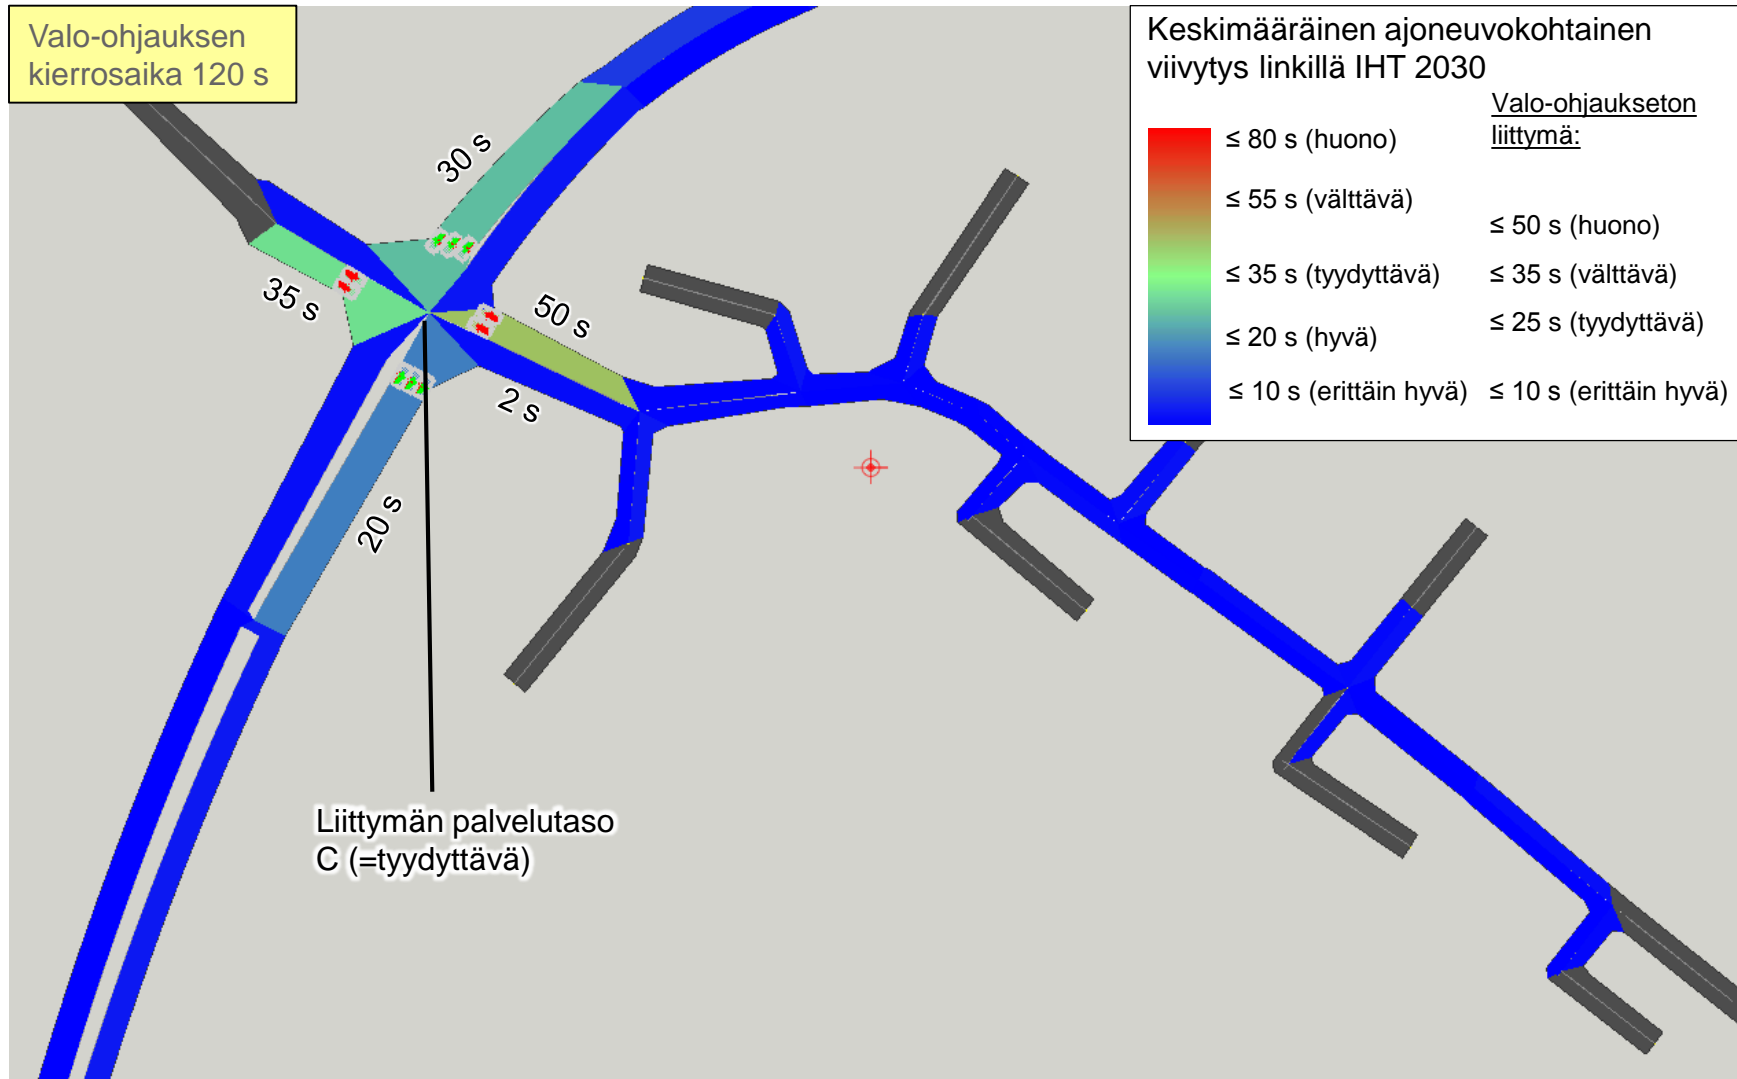 Valo-ohjauksen
kierrosaika 120 s
Keskimääräinen ajoneuvokohtainen
viivytys linkillä IHT 2030
Valo-ohjaukseton
liittymä:
≤ 80 s (huono)
≤ 55 s (välttävä)
≤ 50 s (huono)
≤ 35 s (tyydyttävä)
≤ 35 s (välttävä)
≤ 25 s (tyydyttävä)
≤ 20 s (hyvä)
≤ 10 s (erittäin hyvä)
≤ 10 s (erittäin hyvä)
30 s
35 s
50 s
2 s
20 s
Liittymän palvelutaso
C (=tyydyttävä)